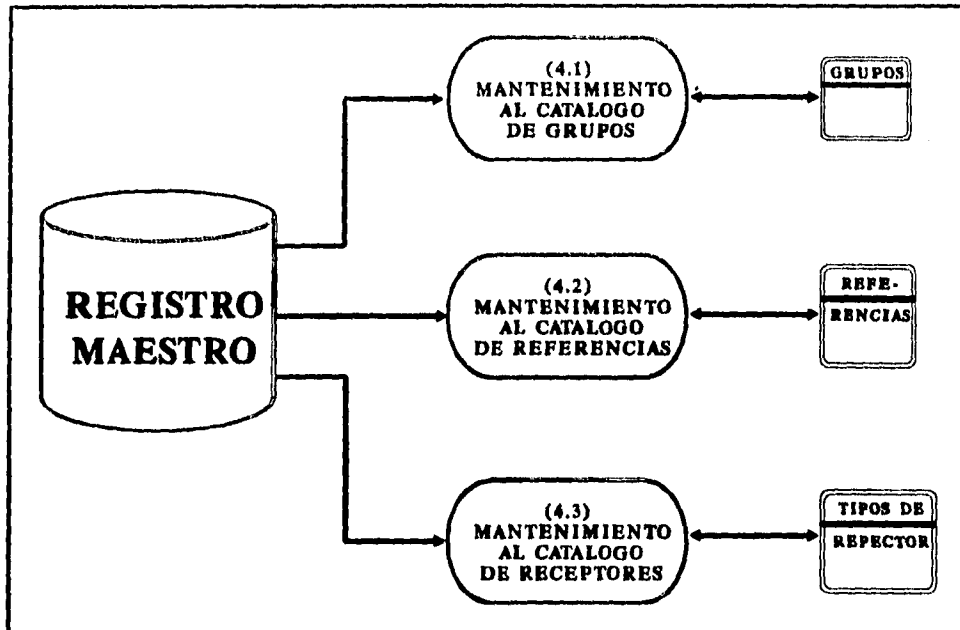 REGISTRO
MAESTRO
(4.1)
MANTENIMIENTO
AL CATALOGO
DE GRUPOS
GRUPOS
(4.2)
MANTENIMIENTO
AL CATALOGO
DE REFERENCIAS
REFE-
RENCIAS
(4.3)
MANTENIMIENTO
AL CATALOGO
DE RECEPTORES
TIPOS DE
REPECTOR